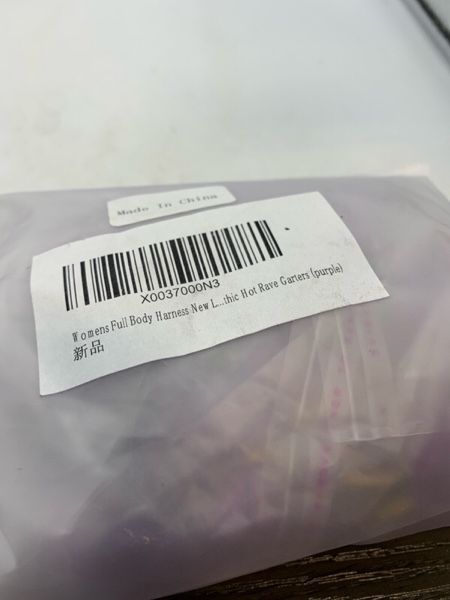 Made In China
X0037000N3
Womens Full Body Harness New L...thic Hot Rave Garters (purple)
新品